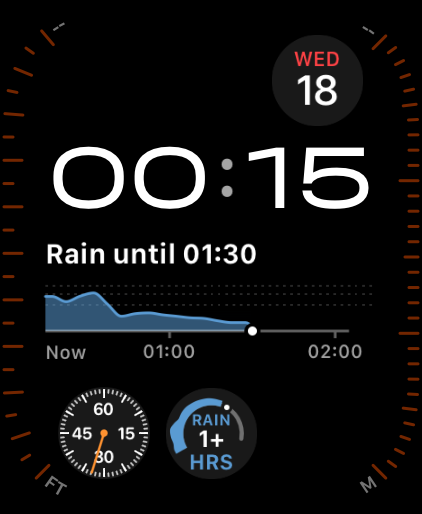 --
--
WED
18
00:15
Rain until 01:30
Now 01:00 02:00
60
45 15
30
RAIN
1+
HRS
FT M